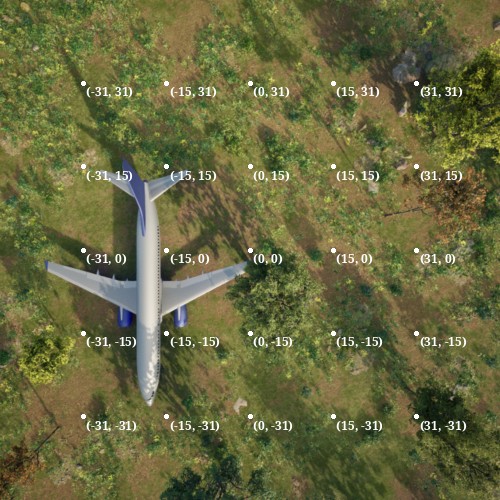 (-31, 31) (-15, 31) (0, 31) (15, 31) (31, 31)
(-31, 15) (-15, 15) (0, 15) (15, 15) (31, 15)
(-31, 0) (-15, 0) (0, 0) (15, 0) (31, 0)
(-31, -15) (-15, -15) (0, -15) (15, -15) (31, -15)
(-31, -31) (-15, -31) (0, -31) (15, -31) (31, -31)